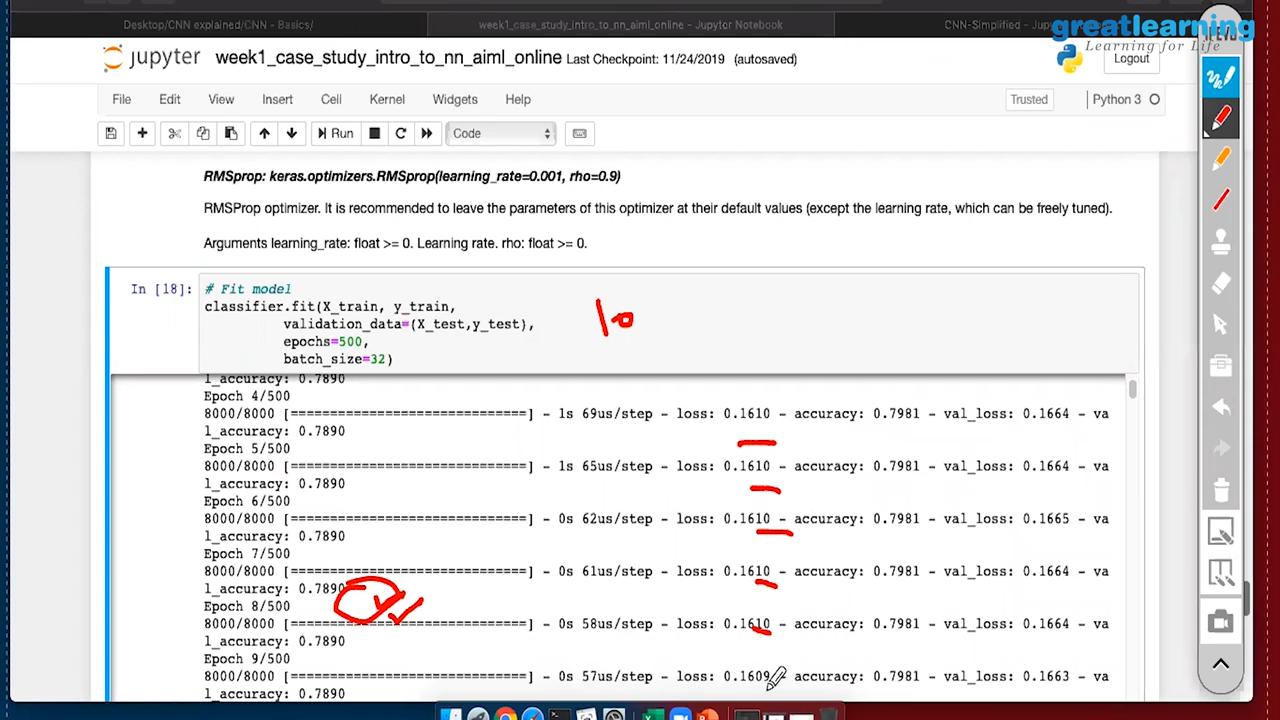 Desktop/CNN explained/CNN - Basics/
week1_case_study_intro_to_nn_aiml_online - Jupyter Notebook
CNN-Simplified - Jupyter
greatlearning
Learning for Life
jupyter week1_case_study_intro_to_nn_aiml_online Last Checkpoint: 11/24/2019 (autosaved)
Logout
File Edit View Insert Cell Kernel Widgets Help
Trusted Python 3
Run Code
RMSprop: keras.optimizers.RMSprop(learning_rate=0.001, rho=0.9)
RMSProp optimizer. It is recommended to leave the parameters of this optimizer at their default values (except the learning rate, which can be freely tuned).
Arguments learning_rate: float >= 0. Learning rate. rho: float >= 0.
In [18]: # Fit model
classifier.fit(X_train, y_train,
validation_data=(X_test,y_test),
epochs=500,
batch_size=32)
10
l_accuracy: 0.7890
Epoch 4/500
8000/8000 [==============================] - 1s 69us/step - loss: 0.1610 - accuracy: 0.7981 - val_loss: 0.1664 - va
l_accuracy: 0.7890
Epoch 5/500
8000/8000 [==============================] - 1s 65us/step - loss: 0.1610 - accuracy: 0.7981 - val_loss: 0.1664 - va
l_accuracy: 0.7890
Epoch 6/500
8000/8000 [==============================] - 0s 62us/step - loss: 0.1610 - accuracy: 0.7981 - val_loss: 0.1665 - va
l_accuracy: 0.7890
Epoch 7/500
8000/8000 [==============================] - 0s 61us/step - loss: 0.1610 - accuracy: 0.7981 - val_loss: 0.1664 - va
l_accuracy: 0.7890
Epoch 8/500
8000/8000 [==============================] - 0s 58us/step - loss: 0.1610 - accuracy: 0.7981 - val_loss: 0.1664 - va
l_accuracy: 0.7890
Epoch 9/500
8000/8000 [==============================] - 0s 57us/step - loss: 0.1609 accuracy: 0.7981 - val_loss: 0.1663 - va
l_accuracy: 0.7890